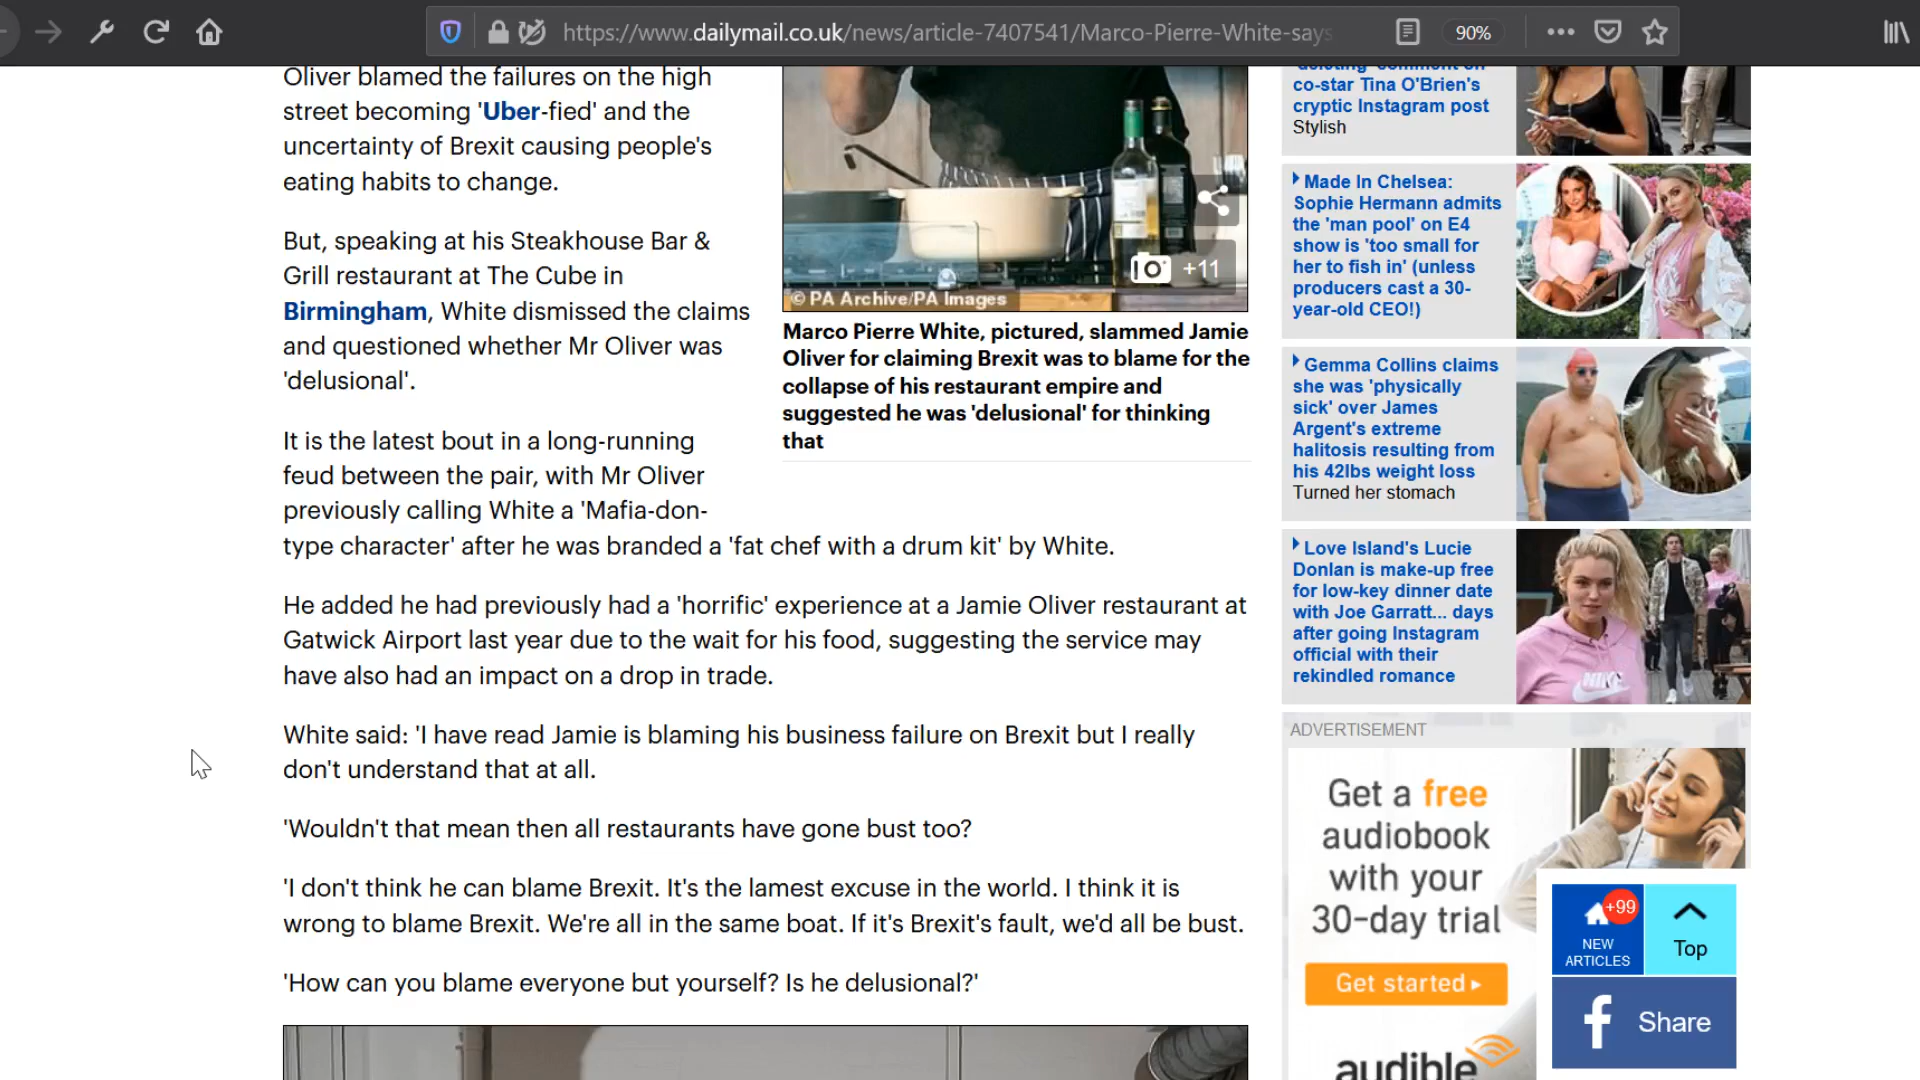 https://www.dailymail.co.uk/news/article-7407541/Marco-Pierre-White-says
90%
Oliver blamed the failures on the high
street becoming 'Uber-fied' and the
uncertainty of Brexit causing people's
eating habits to change.
But, speaking at his Steakhouse Bar &
Grill restaurant at The Cube in
Birmingham, White dismissed the claims
and questioned whether Mr Oliver was
'delusional'.
It is the latest bout in a long-running
feud between the pair, with Mr Oliver
previously calling White a 'Mafia-don-
type character' after he was branded a 'fat chef with a drum kit' by White.
He added he had previously had a 'horrific' experience at a Jamie Oliver restaurant at
Gatwick Airport last year due to the wait for his food, suggesting the service may
have also had an impact on a drop in trade.
White said: 'I have read Jamie is blaming his business failure on Brexit but I really
don't understand that at all.
'Wouldn't that mean then all restaurants have gone bust too?
'I don't think he can blame Brexit. It's the lamest excuse in the world. I think it is
wrong to blame Brexit. We're all in the same boat. If it's Brexit's fault, we'd all be bust.
'How can you blame everyone but yourself? Is he delusional?'
+11
© PA Archive/PA Images
Marco Pierre White, pictured, slammed Jamie
Oliver for claiming Brexit was to blame for the
collapse of his restaurant empire and
suggested he was 'delusional' for thinking
that
'deleting' comment on
co-star Tina O'Brien's
cryptic Instagram post
Stylish
Made In Chelsea:
Sophie Hermann admits
the 'man pool' on E4
show is 'too small for
her to fish in' (unless
producers cast a 30-
year-old CEO!)
Gemma Collins claims
she was 'physically
sick' over James
Argent's extreme
halitosis resulting from
his 42lbs weight loss
Turned her stomach
Love Island's Lucie
Donlan is make-up free
for low-key dinner date
with Joe Garratt... days
after going Instagram
official with their
rekindled romance
NIKE
ADVERTISEMENT
Get a free
audiobook
with your
30-day trial
Get started
audible
+99
NEW
ARTICLES
Top
Share